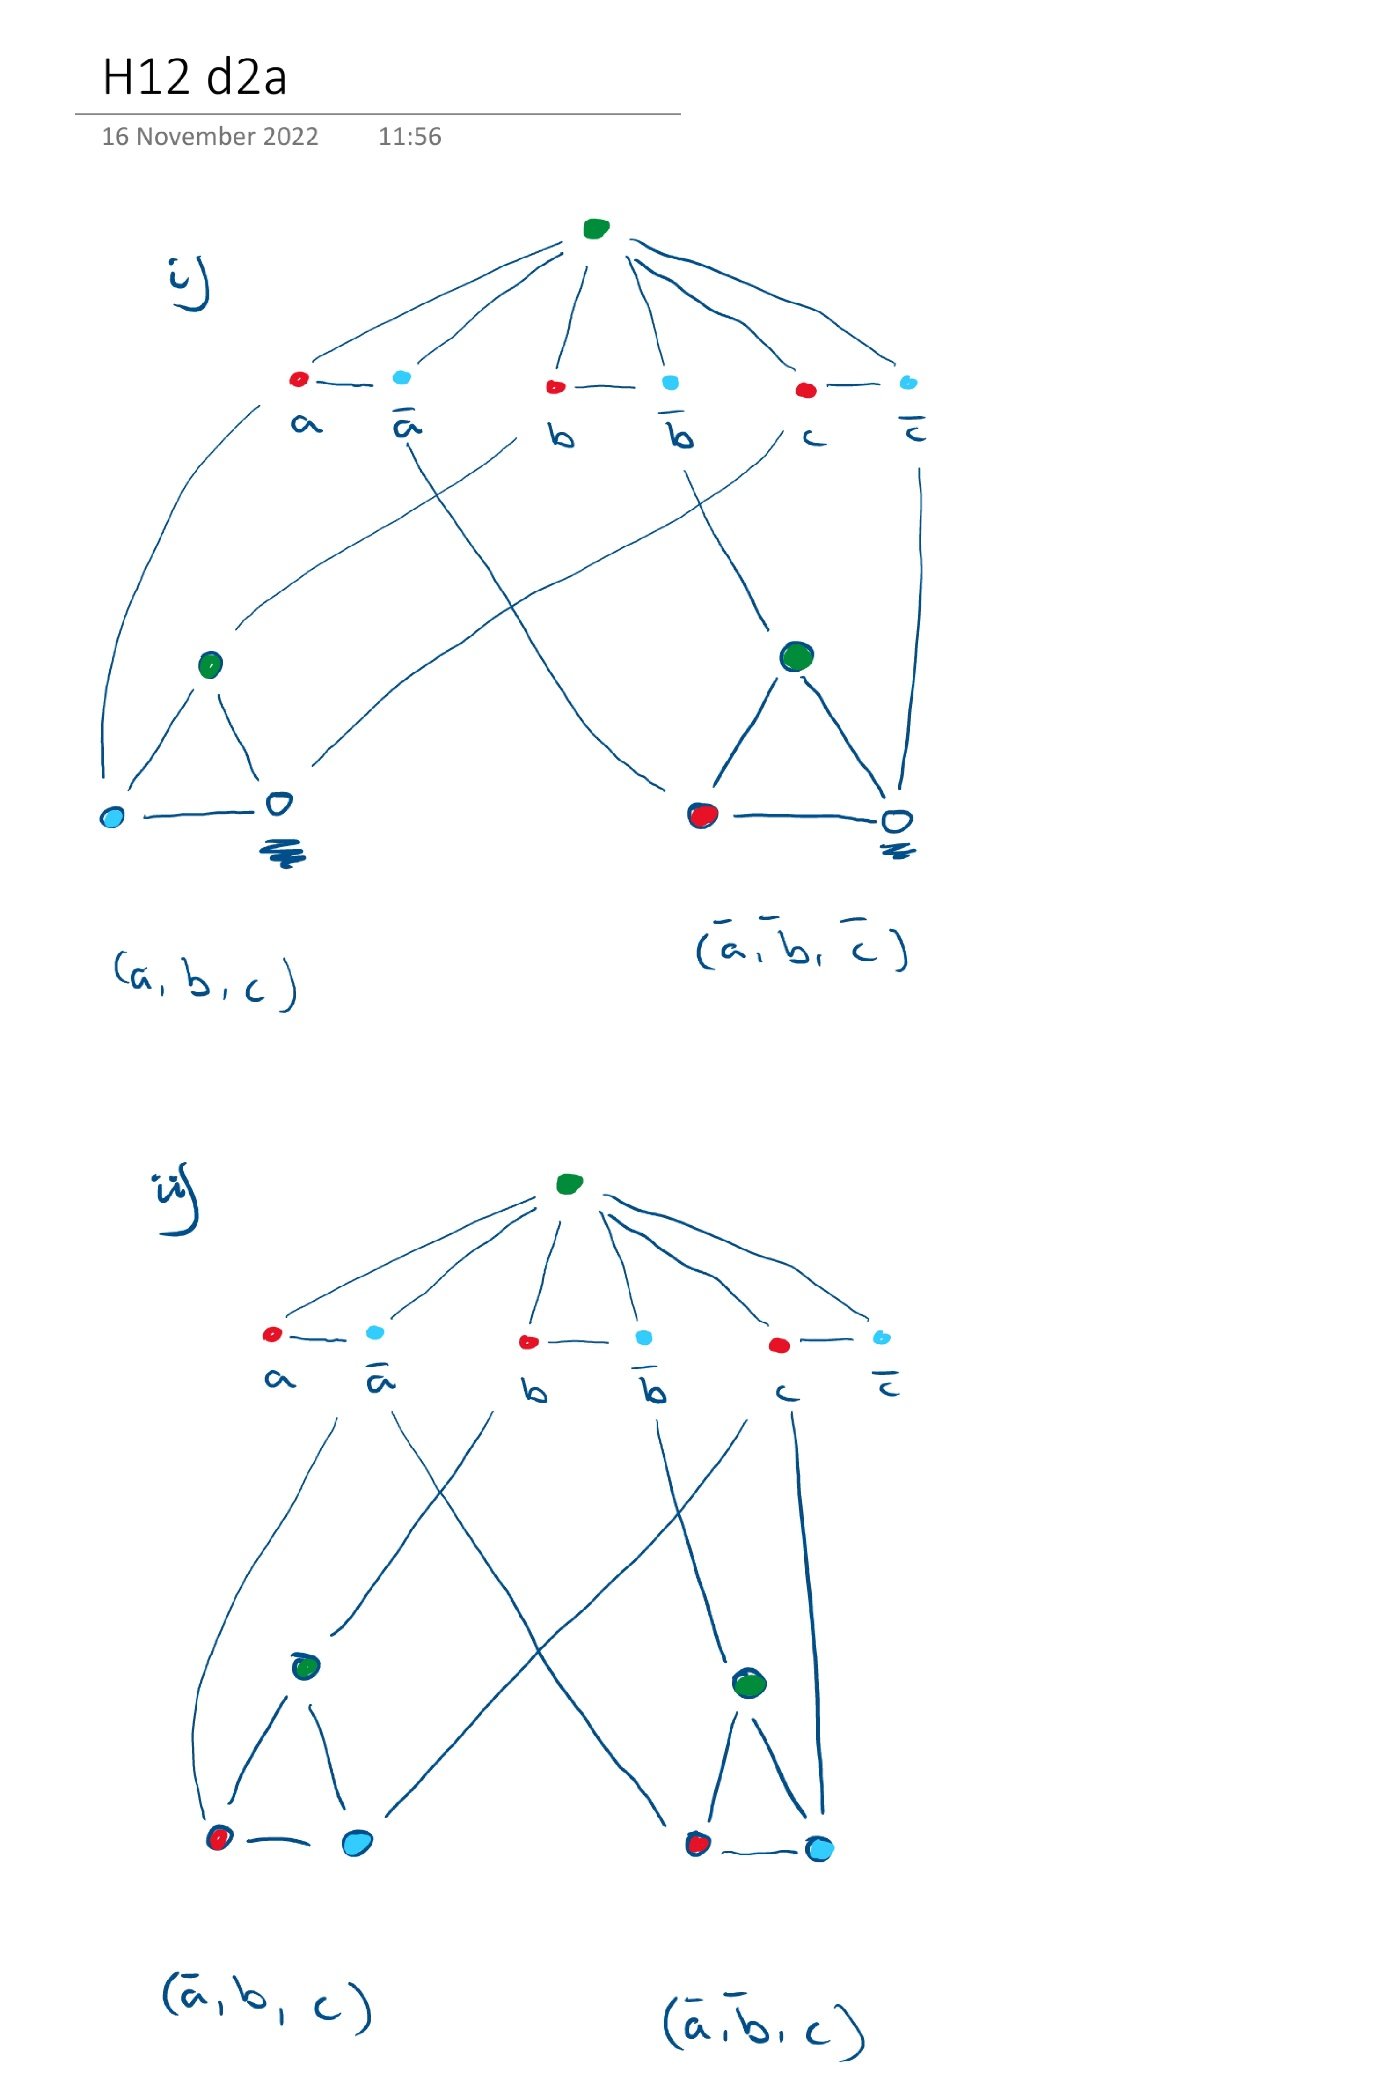 H12 d2a
16 November 2022 11:56
i)
a ā b b̄ c c̄
(a, b, c)
(ā, b̄, c̄)
ii)
a ā b b̄ c c̄
(ā, b, c)
(ā, b̄, c)